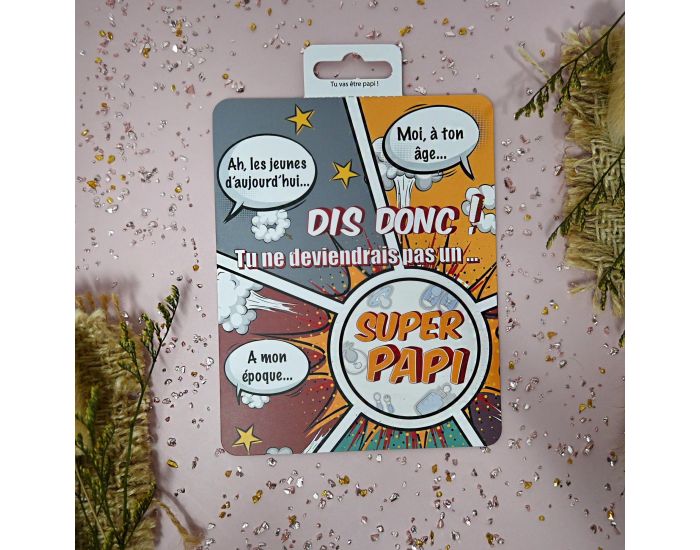 Tu vas être papi !
Moi, à ton
âge...
Ah, les jeunes
d'aujourd'hui...
DIS DONC !
Tu ne deviendrais pas un ...
SUPER
PAPI
A mon
époque...